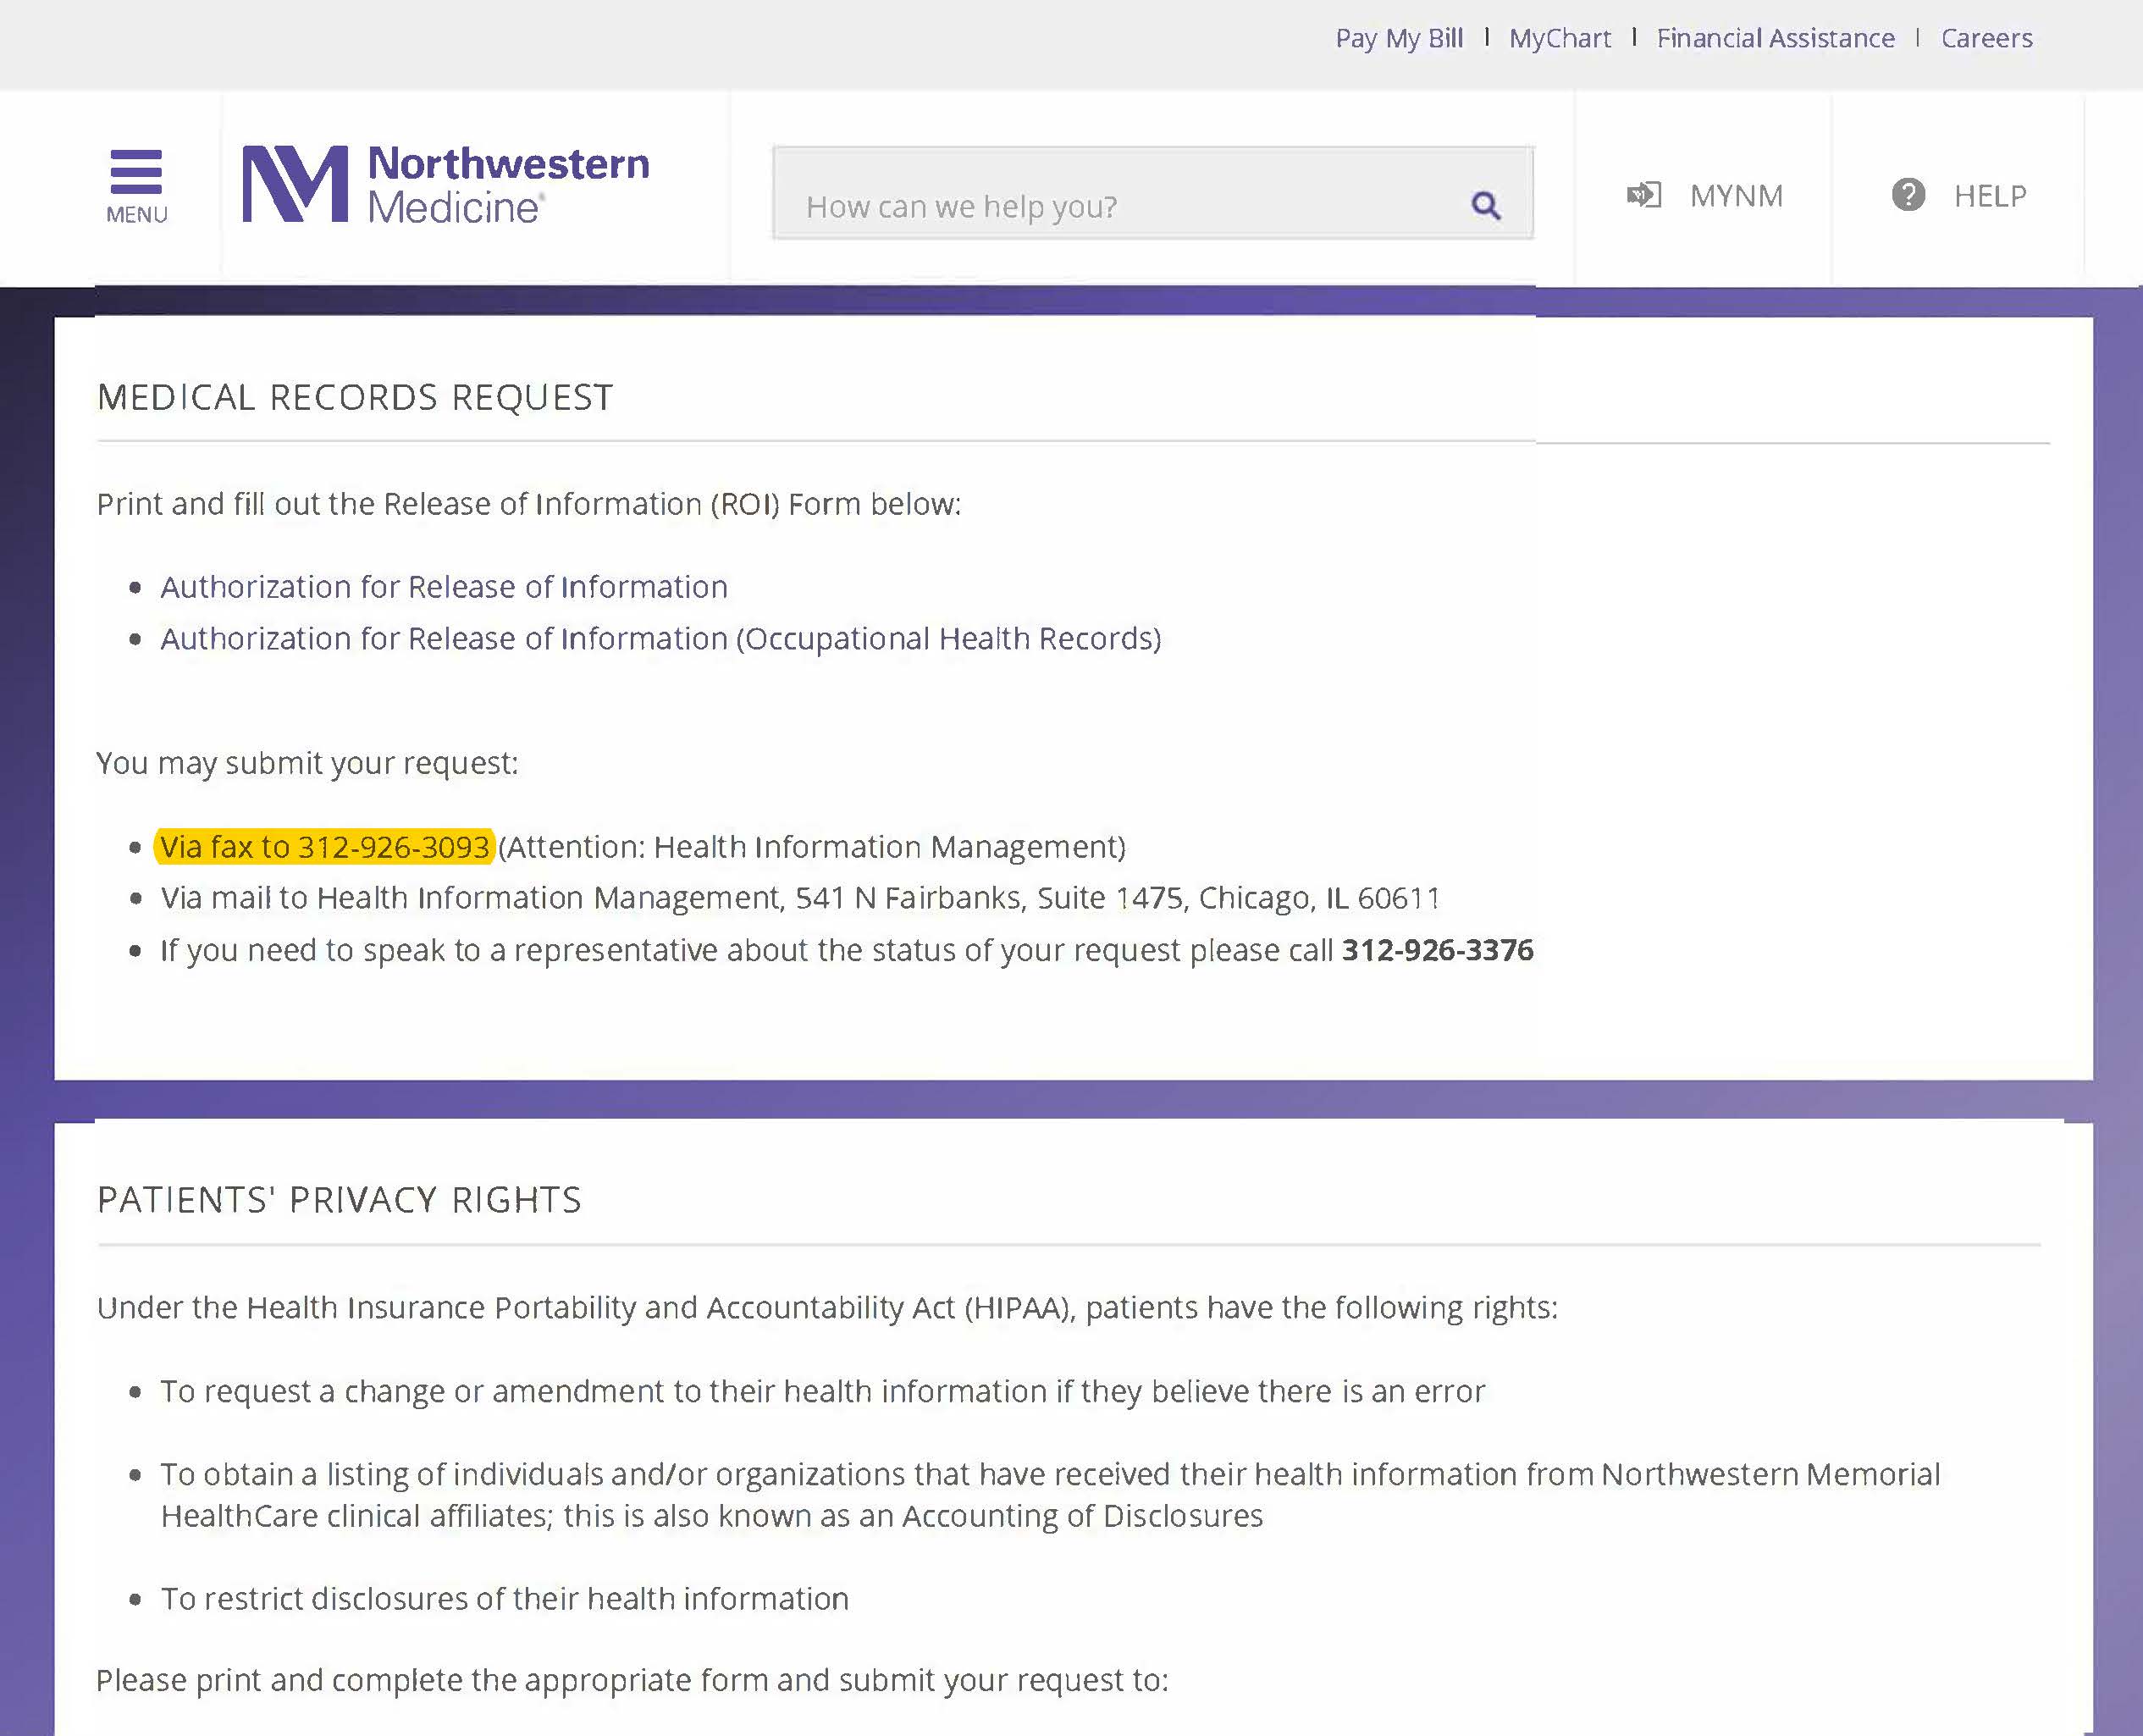 Pay My Bill | MyChart | Financial Assistance | Careers
MENU
Northwestern
Medicine
How can we help you?
MYNM
HELP
MEDICAL RECORDS REQUEST
Print and fill out the Release of Information (ROI) Form below:
• Authorization for Release of Information
• Authorization for Release of Information (Occupational Health Records)
You may submit your request:
• Via fax to 312-926-3093 (Attention: Health Information Management)
• Via mail to Health Information Management, 541 N Fairbanks, Suite 1475, Chicago, IL 60611
• If you need to speak to a representative about the status of your request please call 312-926-3376
PATIENTS' PRIVACY RIGHTS
Under the Health Insurance Portability and Accountability Act (HIPAA), patients have the following rights:
• To request a change or amendment to their health information if they believe there is an error
• To obtain a listing of individuals and/or organizations that have received their health information from Northwestern Memorial
HealthCare clinical affiliates; this is also known as an Accounting of Disclosures
• To restrict disclosures of their health information
Please print and complete the appropriate form and submit your request to: